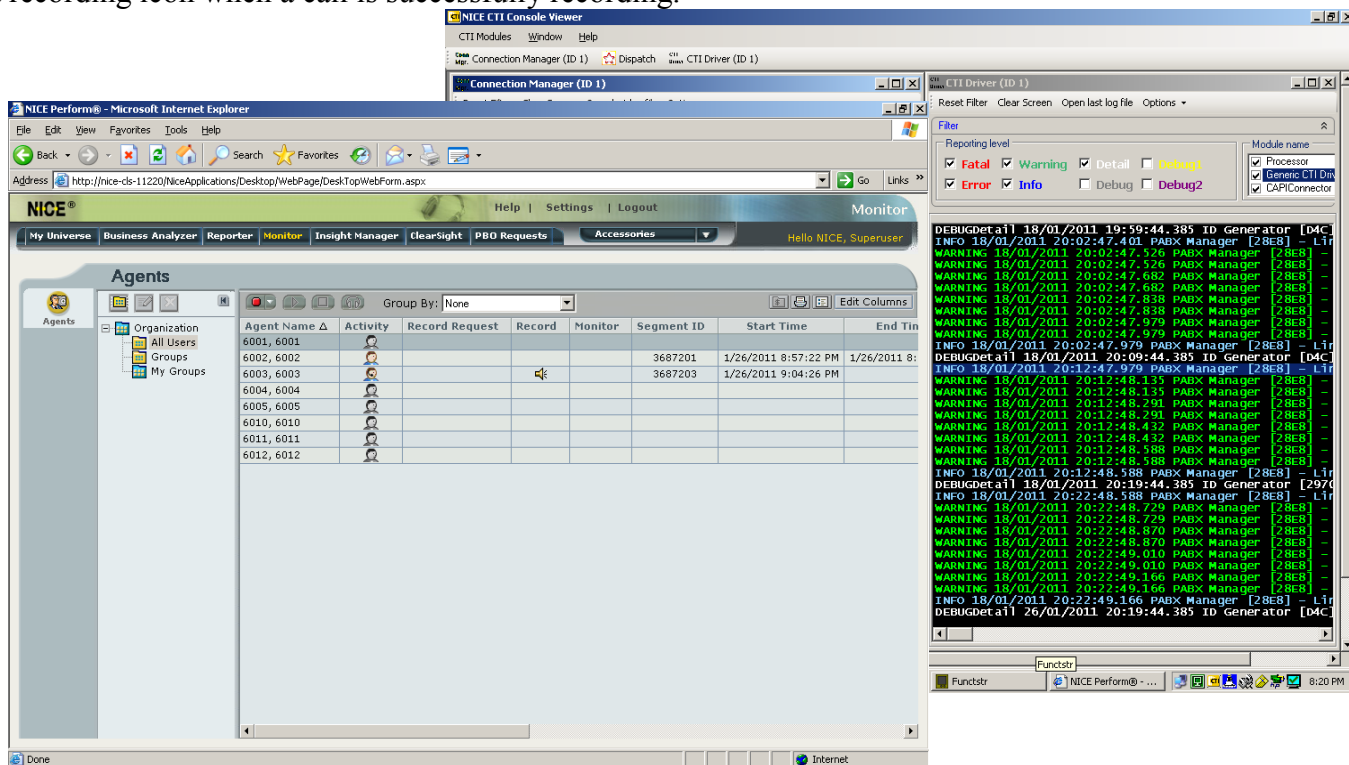 recording icon when a call is successfully recording.
NICE CTI Console Viewer
CTI Modules Window Help
Connection Manager (ID 1) Dispatch CTI Driver (ID 1)
Connection Manager (ID 1)
CTI Driver (ID 1)
Reset Filter Clear Screen Open last log file Options
Filter
Reporting level
Module name
Fatal Warning Detail Debug1
Error Info Debug Debug2
Processor
Generic CTI Driv
CAPIConnector
NICE Perform® - Microsoft Internet Explorer
File Edit View Favorites Tools Help
Back Search Favorites
Address http://nice-cls-11220/NiceApplications/Desktop/WebPage/DeskTopWebForm.aspx Go Links »
NICE® Help | Settings | Logout Monitor
My Universe Business Analyzer Reporter Monitor Insight Manager ClearSight PBO Requests Accessories Hello NICE, Superuser
Agents
Agents
Organization
All Users
Groups
My Groups
Group By: None Edit Columns
Agent Name Activity Record Request Record Monitor Segment ID Start Time End Tim
6001, 6001
6002, 6002 3687201 1/26/2011 8:57:22 PM 1/26/2011 8:
6003, 6003 3687203 1/26/2011 9:04:26 PM
6004, 6004
6005, 6005
6010, 6010
6011, 6011
6012, 6012
DEBUGDetail 18/01/2011 19:59:44.385 ID Generator [D4C]
INFO 18/01/2011 20:02:47.401 PABX Manager [28E8] - Lin
WARNING 18/01/2011 20:02:47.526 PABX Manager [28E8] -
WARNING 18/01/2011 20:02:47.526 PABX Manager [28E8] -
WARNING 18/01/2011 20:02:47.682 PABX Manager [28E8] -
WARNING 18/01/2011 20:02:47.682 PABX Manager [28E8] -
WARNING 18/01/2011 20:02:47.838 PABX Manager [28E8] -
WARNING 18/01/2011 20:02:47.838 PABX Manager [28E8] -
WARNING 18/01/2011 20:02:47.979 PABX Manager [28E8] -
WARNING 18/01/2011 20:02:47.979 PABX Manager [28E8] -
INFO 18/01/2011 20:02:47.979 PABX Manager [28E8] - Lin
DEBUGDetail 18/01/2011 20:09:44.385 ID Generator [D4C]
INFO 18/01/2011 20:12:47.979 PABX Manager [28E8] - Lin
WARNING 18/01/2011 20:12:48.135 PABX Manager [28E8] -
WARNING 18/01/2011 20:12:48.135 PABX Manager [28E8] -
WARNING 18/01/2011 20:12:48.291 PABX Manager [28E8] -
WARNING 18/01/2011 20:12:48.291 PABX Manager [28E8] -
WARNING 18/01/2011 20:12:48.432 PABX Manager [28E8] -
WARNING 18/01/2011 20:12:48.432 PABX Manager [28E8] -
WARNING 18/01/2011 20:12:48.588 PABX Manager [28E8] -
WARNING 18/01/2011 20:12:48.588 PABX Manager [28E8] -
INFO 18/01/2011 20:12:48.588 PABX Manager [28E8] - Lin
DEBUGDetail 18/01/2011 20:19:44.385 ID Generator [297(
INFO 18/01/2011 20:22:48.588 PABX Manager [28E8] - Lin
WARNING 18/01/2011 20:22:48.729 PABX Manager [28E8] -
WARNING 18/01/2011 20:22:48.729 PABX Manager [28E8] -
WARNING 18/01/2011 20:22:48.870 PABX Manager [28E8] -
WARNING 18/01/2011 20:22:48.870 PABX Manager [28E8] -
WARNING 18/01/2011 20:22:49.010 PABX Manager [28E8] -
WARNING 18/01/2011 20:22:49.010 PABX Manager [28E8] -
WARNING 18/01/2011 20:22:49.166 PABX Manager [28E8] -
WARNING 18/01/2011 20:22:49.166 PABX Manager [28E8] -
INFO 18/01/2011 20:22:49.166 PABX Manager [28E8] - Lin
DEBUGDetail 26/01/2011 20:19:44.385 ID Generator [D4C]
Functstr
Functstr NICE Perform® - ... 8:20 PM
Done Internet